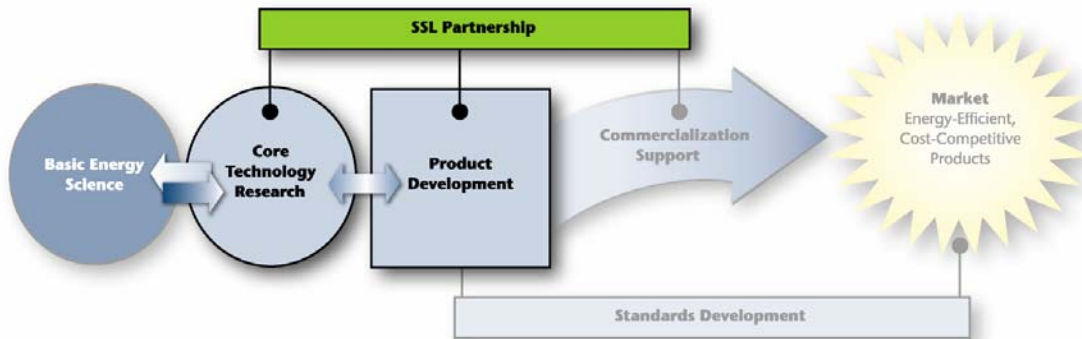 SSL Partnership
Basic Energy
Science
Core
Technology
Research
Product
Development
Commercialization
Support
Market
Energy-Efficient,
Cost-Competitive
Products
Standards Development